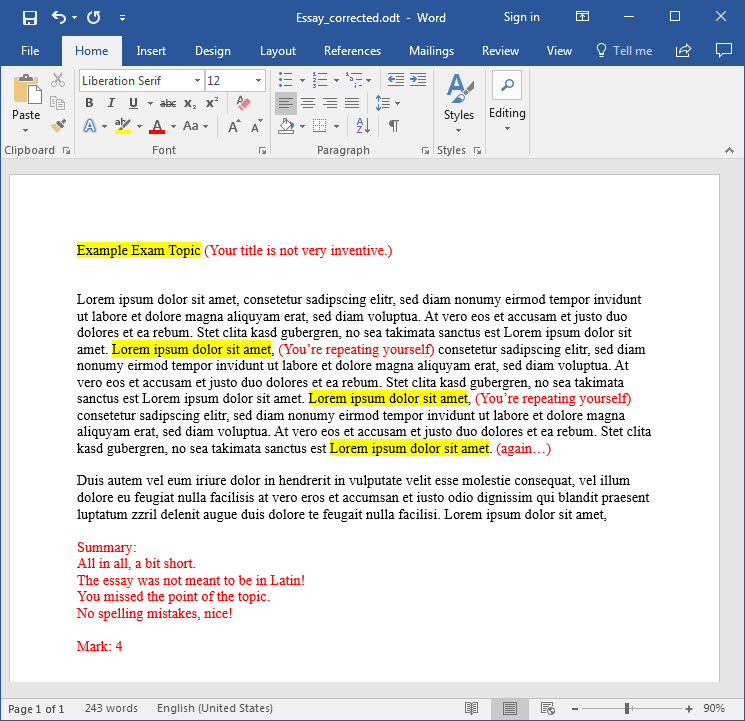 Essay_corrected.odt - Word
Sign in
File
Home
Insert
Design
Layout
References
Mailings
Review
View
Tell me
Paste
Liberation Serif
12
B I U abc x₂ x²
A ab A Aa A A
Styles
Editing
Clipboard
Font
Paragraph
Styles
Example Exam Topic (Your title is not very inventive.)
Lorem ipsum dolor sit amet, consetetur sadipscing elitr, sed diam nonumy eirmod tempor invidunt
ut labore et dolore magna aliquyam erat, sed diam voluptua. At vero eos et accusam et justo duo
dolores et ea rebum. Stet clita kasd gubergren, no sea takimata sanctus est Lorem ipsum dolor sit
amet. Lorem ipsum dolor sit amet, (You’re repeating yourself) consetetur sadipscing elitr, sed diam
nonumy eirmod tempor invidunt ut labore et dolore magna aliquyam erat, sed diam voluptua. At
vero eos et accusam et justo duo dolores et ea rebum. Stet clita kasd gubergren, no sea takimata
sanctus est Lorem ipsum dolor sit amet. Lorem ipsum dolor sit amet, (You’re repeating yourself)
consetetur sadipscing elitr, sed diam nonumy eirmod tempor invidunt ut labore et dolore magna
aliquyam erat, sed diam voluptua. At vero eos et accusam et justo duo dolores et ea rebum. Stet clita
kasd gubergren, no sea takimata sanctus est Lorem ipsum dolor sit amet. (again…)
Duis autem vel eum iriure dolor in hendrerit in vulputate velit esse molestie consequat, vel illum
dolore eu feugiat nulla facilisis at vero eros et accumsan et iusto odio dignissim qui blandit praesent
luptatum zzril delenit augue duis dolore te feugait nulla facilisi. Lorem ipsum dolor sit amet,
Summary:
All in all, a bit short.
The essay was not meant to be in Latin!
You missed the point of the topic.
No spelling mistakes, nice!
Mark: 4
Page 1 of 1
243 words
English (United States)
90%